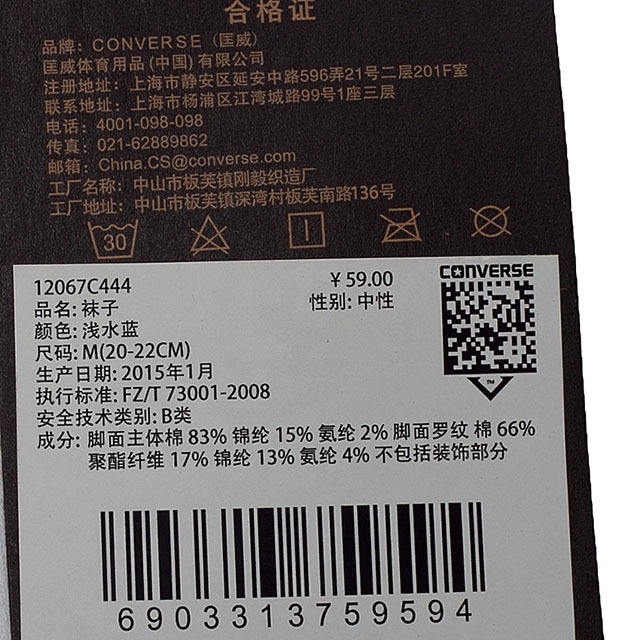 合格证
品牌：CONVERSE（匡威）
匡威体育用品(中国)有限公司
注册地址：上海市静安区延安中路596弄21号二层201F室
联系地址：上海市杨浦区江湾城路99号1座三层
电话：4001-098-098
传真：021-62889862
邮箱：China.CS@converse.com
工厂名称：中山市板芙镇刚毅织造厂
工厂地址：中山市板芙镇深湾村板芙南路136号
30
12067C444
￥59.00
CONVERSE
品名: 袜子
性别: 中性
颜色: 浅水蓝
尺码: M(20-22CM)
生产日期: 2015年1月
TM
执行标准: FZ/T 73001-2008
安全技术类别: B类
成分: 脚面主体棉 83% 锦纶 15% 氨纶 2% 脚面罗纹 棉 66%
聚酯纤维 17% 锦纶 13% 氨纶 4% 不包括装饰部分
6903313759594